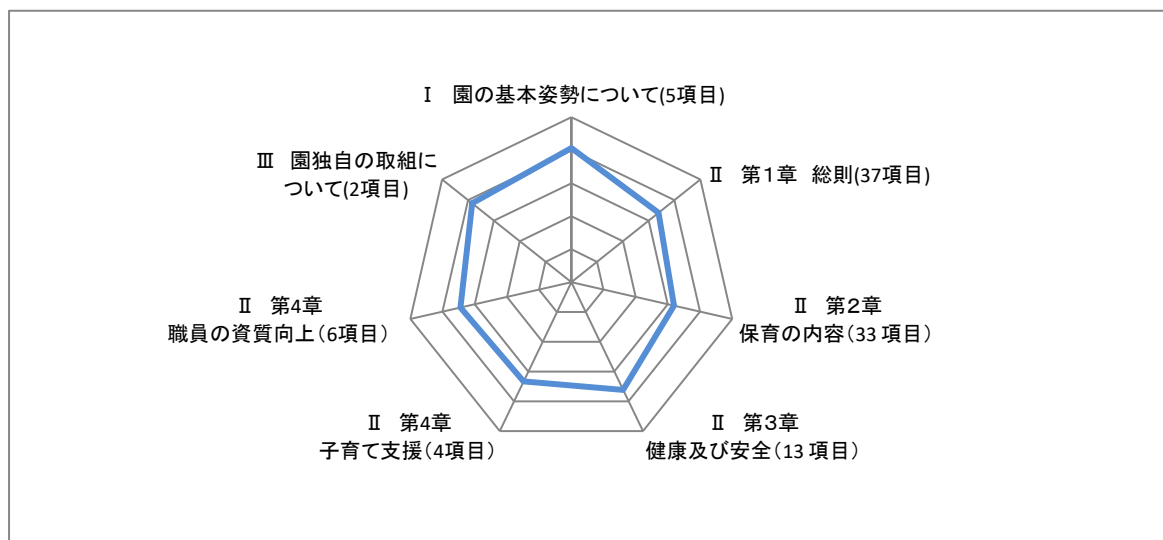 Ⅰ 園の基本姿勢について(5項目)
Ⅱ 第1章 総則(37項目)
Ⅱ 第2章
保育の内容(33 項目)
Ⅱ 第3章
健康及び安全(13 項目)
Ⅱ 第4章
子育て支援(4項目)
Ⅱ 第4章
職員の資質向上(6項目)
Ⅲ 園独自の取組に
ついて(2項目)